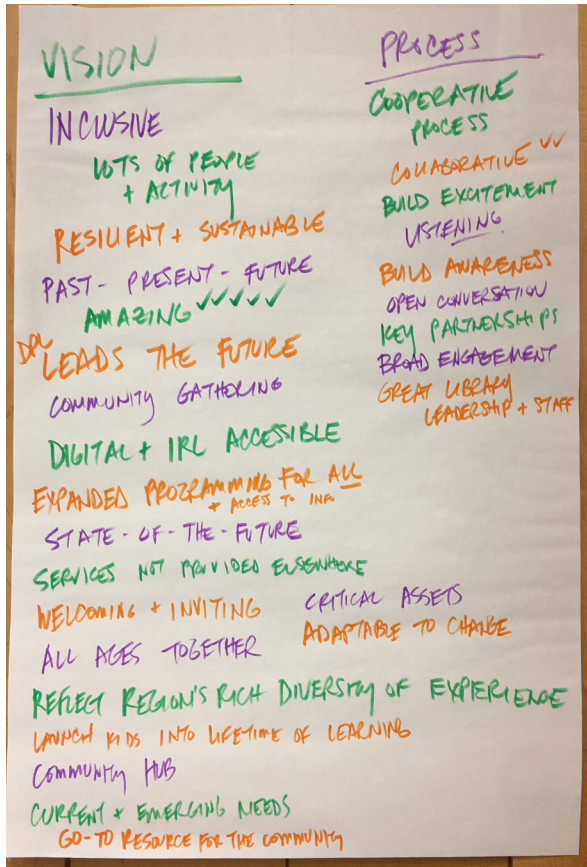 VISION
INCLUSIVE
LOTS OF PEOPLE
+ ACTIVITY
RESILIENT + SUSTAINABLE
PAST - PRESENT - FUTURE
AMAZING ✓✓✓✓✓
DPL LEADS THE FUTURE
COMMUNITY GATHERING
DIGITAL + IRL ACCESSIBLE
EXPANDED PROGRAMMING FOR ALL
+ ACCESS TO INFO
STATE-OF-THE-FUTURE
SERVICES NOT PROVIDED ELSEWHERE
WELCOMING + INVITING
CRITICAL ASSETS
ADAPTABLE TO CHANGE
ALL AGES TOGETHER
REFLECT REGION'S RICH DIVERSITY OF EXPERIENCE
LAUNCH KIDS INTO LIFETIME OF LEARNING
COMMUNITY HUB
CURRENT + EMERGING NEEDS
GO-TO RESOURCE FOR THE COMMUNITY
PROCESS
COOPERATIVE
PROCESS
COLLABORATIVE ✓✓
BUILD EXCITEMENT
LISTENING
BUILD AWARENESS
OPEN CONVERSATION
KEY PARTNERSHIPS
BROAD ENGAGEMENT
GREAT LIBRARY
LEADERSHIP + STAFF